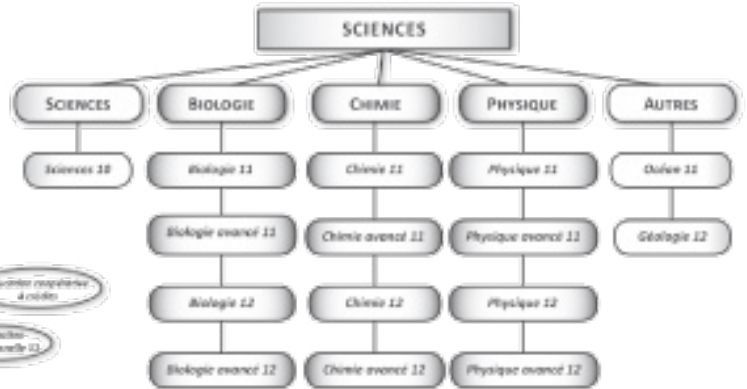 SCIENCES
SCIENCES BIOLOGIE CHIMIE PHYSIQUE AUTRES
Sciences 10 Biologie 11 Chimie 11 Physique 11 Océan 11
Biologie avancé 11 Chimie avancé 11 Physique avancé 11 Géologie 12
coopérative
Biologie 12 Chimie 12 Physique 12
Biologie avancé 12 Chimie avancé 12 Physique avancé 12